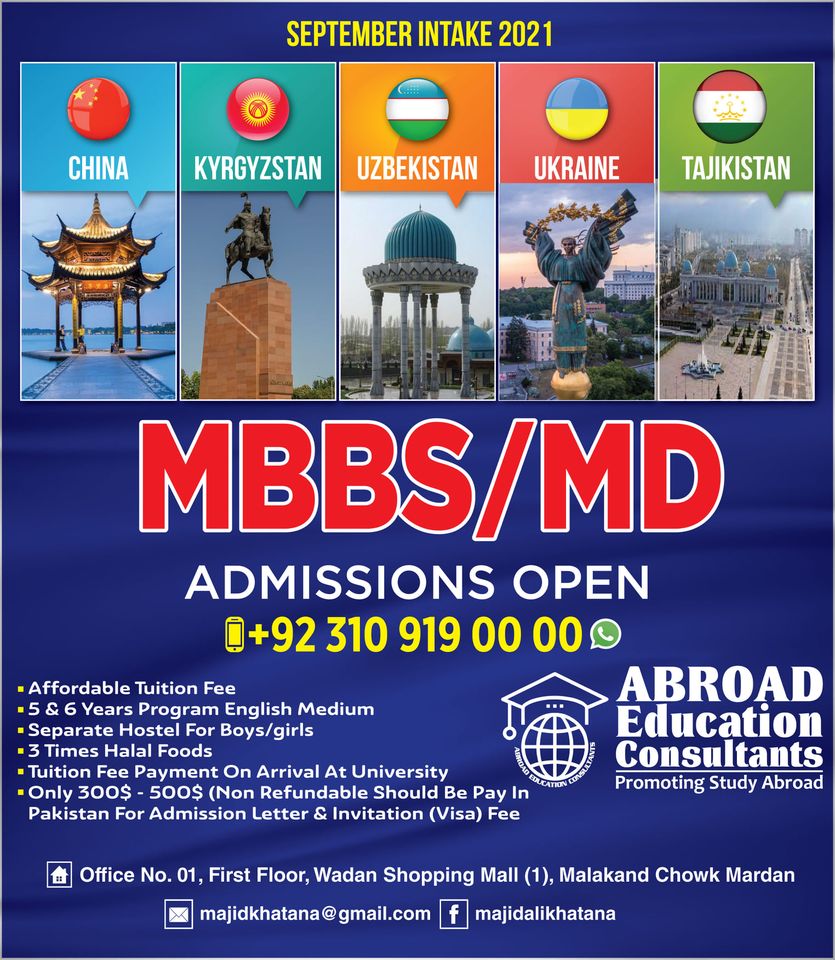 SEPTEMBER INTAKE 2021
CHINA
KYRGYZSTAN
UZBEKISTAN
UKRAINE
TAJIKISTAN
MBBS/MD
ADMISSIONS OPEN
+92 310 919 00 00
Affordable Tuition Fee
5 & 6 Years Program English Medium
Separate Hostel For Boys/girls
3 Times Halal Foods
Tuition Fee Payment On Arrival At University
Only 300$ - 500$ (Non Refundable Should Be Pay In
Pakistan For Admission Letter & Invitation (Visa) Fee
ABROAD EDUCATION CONSULTANTS
ABROAD
Education
Consultants
Promoting Study Abroad
Office No. 01, First Floor, Wadan Shopping Mall (1), Malakand Chowk Mardan
majidkhatana@gmail.com f majidalikhatana